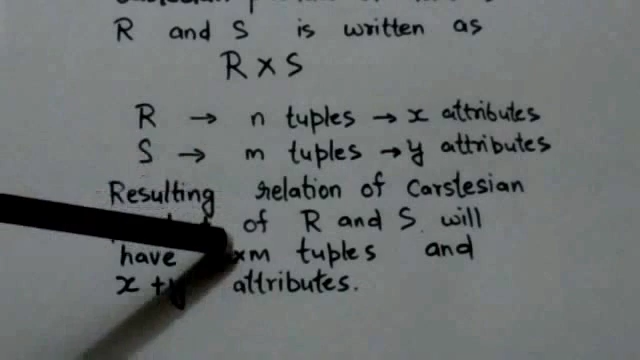 R and S is written as
R × S
R → n tuples → x attributes
S → m tuples → y attributes
Resulting relation of Carstesian
of R and S will
have ×m tuples and
x + y attributes.